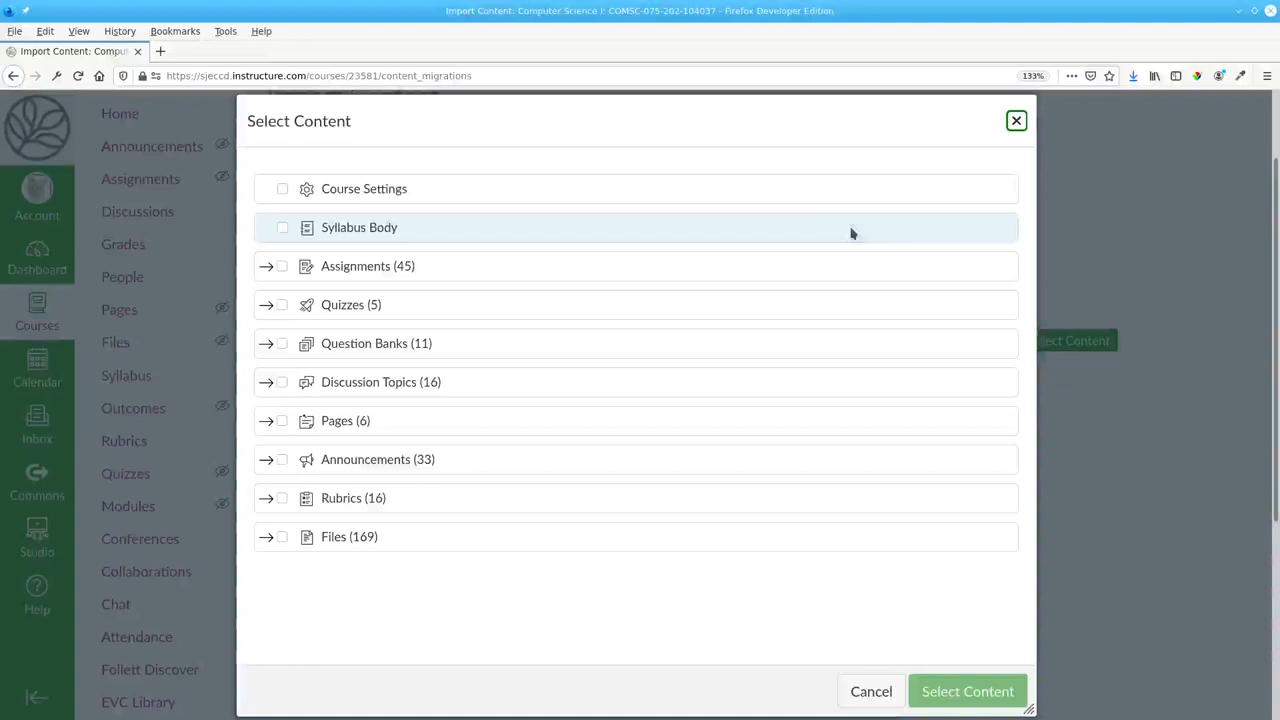 Import Content: Computer Science I: COMSC-075-202-104037 - Firefox Developer Edition
File Edit View History Bookmarks Tools Help
Import Content: Compu
https://sjeccd.instructure.com/courses/23581/content_migrations
133%
Account
Dashboard
Courses
Calendar
Inbox
Commons
Studio
Help
Home
Announcements
Assignments
Discussions
Grades
People
Pages
Files
Syllabus
Outcomes
Rubrics
Quizzes
Modules
Conferences
Collaborations
Chat
Attendance
Follett Discover
EVC Library
Select Content
Course Settings
Syllabus Body
Assignments (45)
Quizzes (5)
Question Banks (11)
Discussion Topics (16)
Pages (6)
Announcements (33)
Rubrics (16)
Files (169)
Cancel
Select Content
lect Content